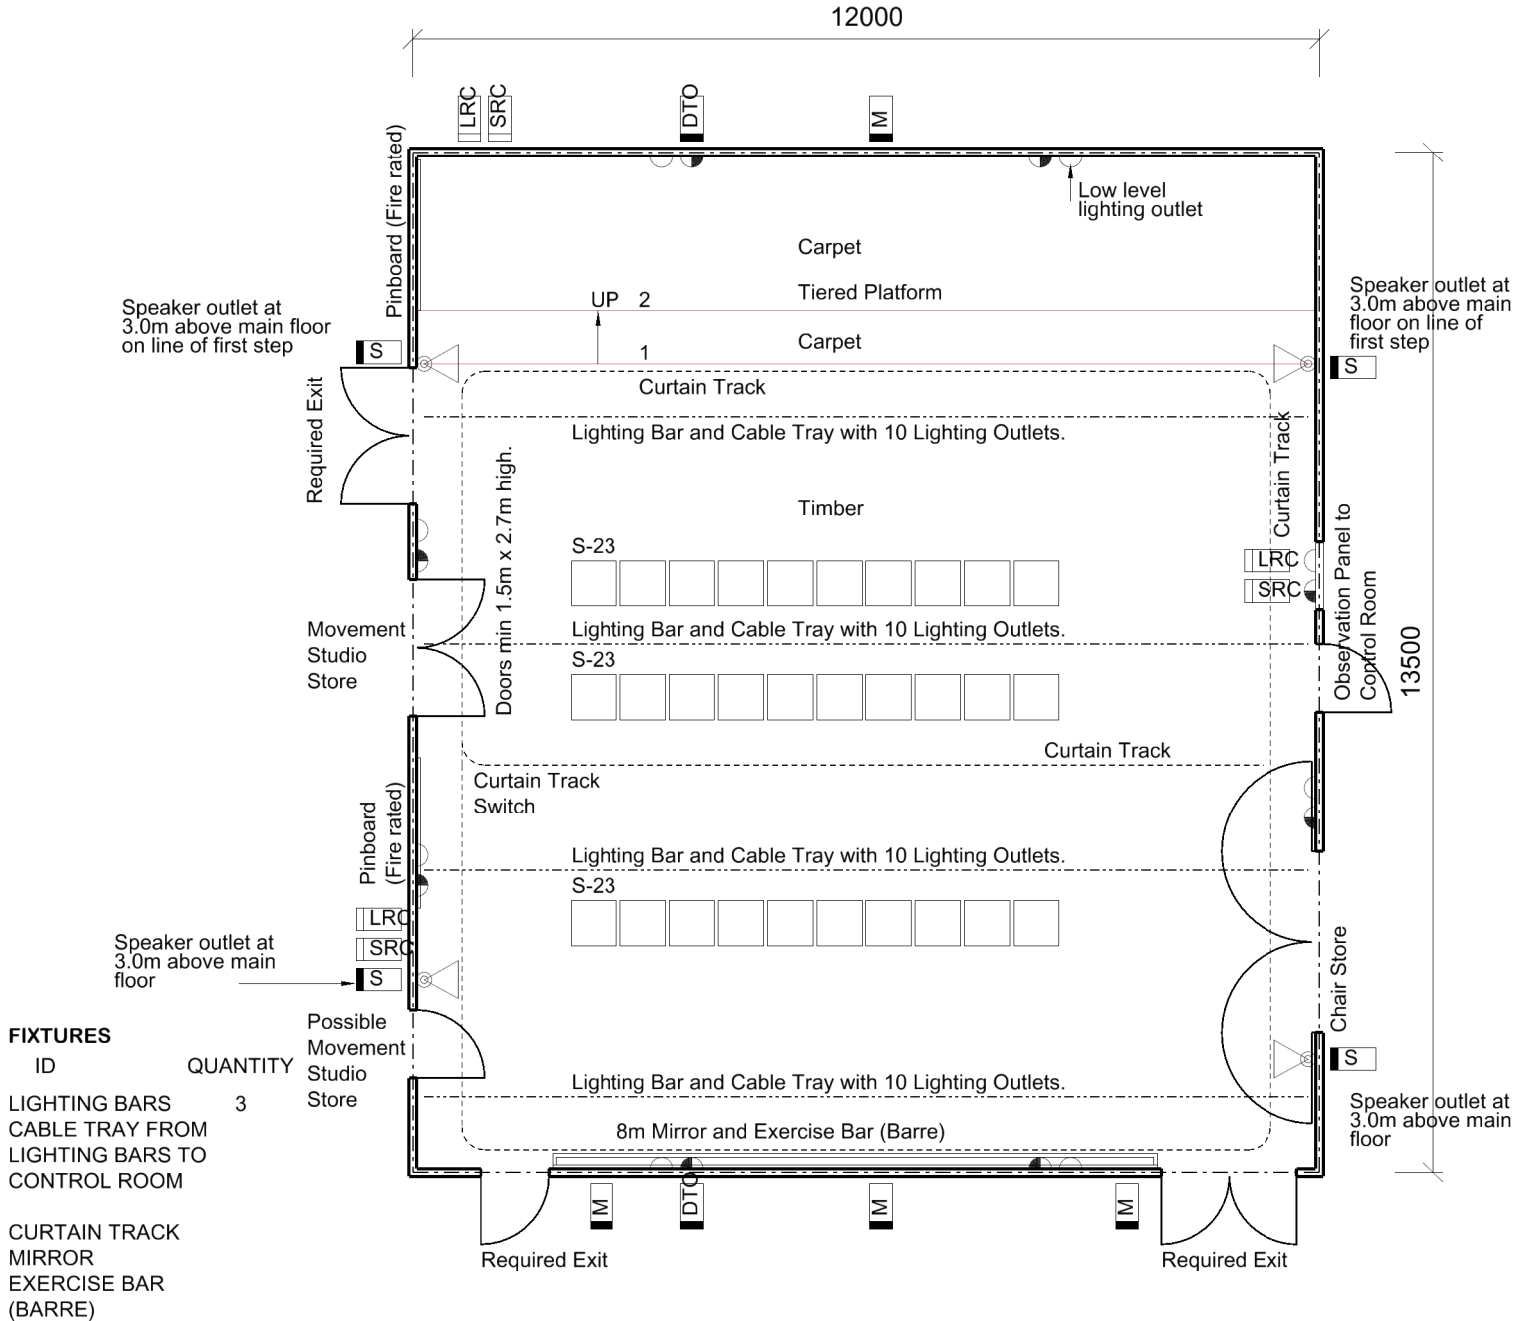 12000
LRC
SRC
DTO
M
Pinboard (Fire rated)
Low level
lighting outlet
Carpet
Tiered Platform
UP 2
Carpet
1
Speaker outlet at
3.0m above main floor
on line of first step
S
Speaker outlet at
3.0m above main
floor on line of
first step
S
Required Exit
Curtain Track
Lighting Bar and Cable Tray with 10 Lighting Outlets.
Curtain Track
Doors min 1.5m x 2.7m high.
Timber
S-23
LRC
SRC
Observation Panel to
Control Room
13500
Movement
Studio
Store
Lighting Bar and Cable Tray with 10 Lighting Outlets.
S-23
Curtain Track
Curtain Track
Switch
Pinboard
(Fire rated)
Lighting Bar and Cable Tray with 10 Lighting Outlets.
S-23
LRC
SRC
S
Speaker outlet at
3.0m above main
floor
Chair Store
Possible
Movement
Studio
Store
S
Speaker outlet at
3.0m above main
floor
Lighting Bar and Cable Tray with 10 Lighting Outlets.
8m Mirror and Exercise Bar (Barre)
M
DTO
M
M
Required Exit
Required Exit
FIXTURES
ID QUANTITY
LIGHTING BARS 3
CABLE TRAY FROM
LIGHTING BARS TO
CONTROL ROOM
CURTAIN TRACK
MIRROR
EXERCISE BAR
(BARRE)